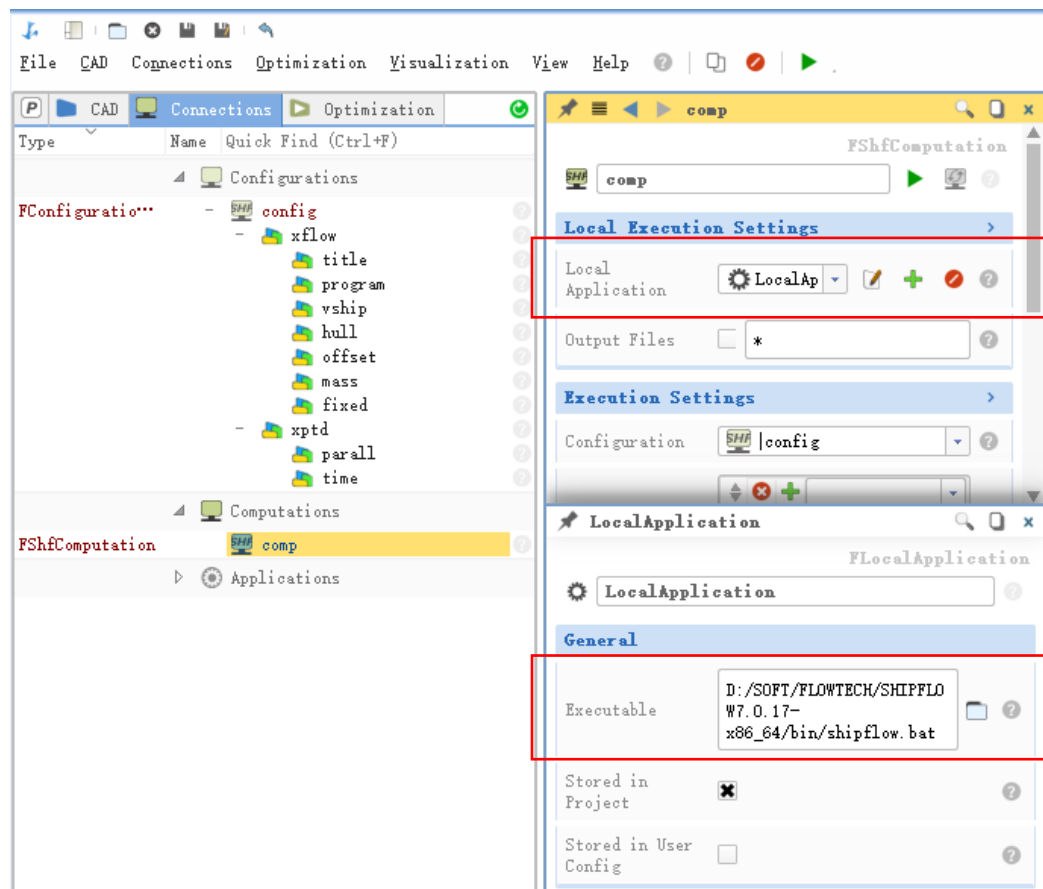 File CAD Connections Optimization Visualization View Help
P CAD Connections Optimization
Type Name Quick Find (Ctrl+F)
Configurations
FConfiguratio··· config
xflow
title
program
vship
hull
offset
mass
fixed
xptd
parall
time
Computations
FShfComputation comp
Applications
comp
FShfComputation
SHF comp
Local Execution Settings
Local
Application
LocalAp
Output Files *
Execution Settings
Configuration SHF |config
LocalApplication
FLocalApplication
LocalApplication
General
Executable
D:/SOFT/FLOWTECH/SHIPFLO
W7.0.17-
x86_64/bin/shipflow.bat
Stored in
Project
Stored in User
Config